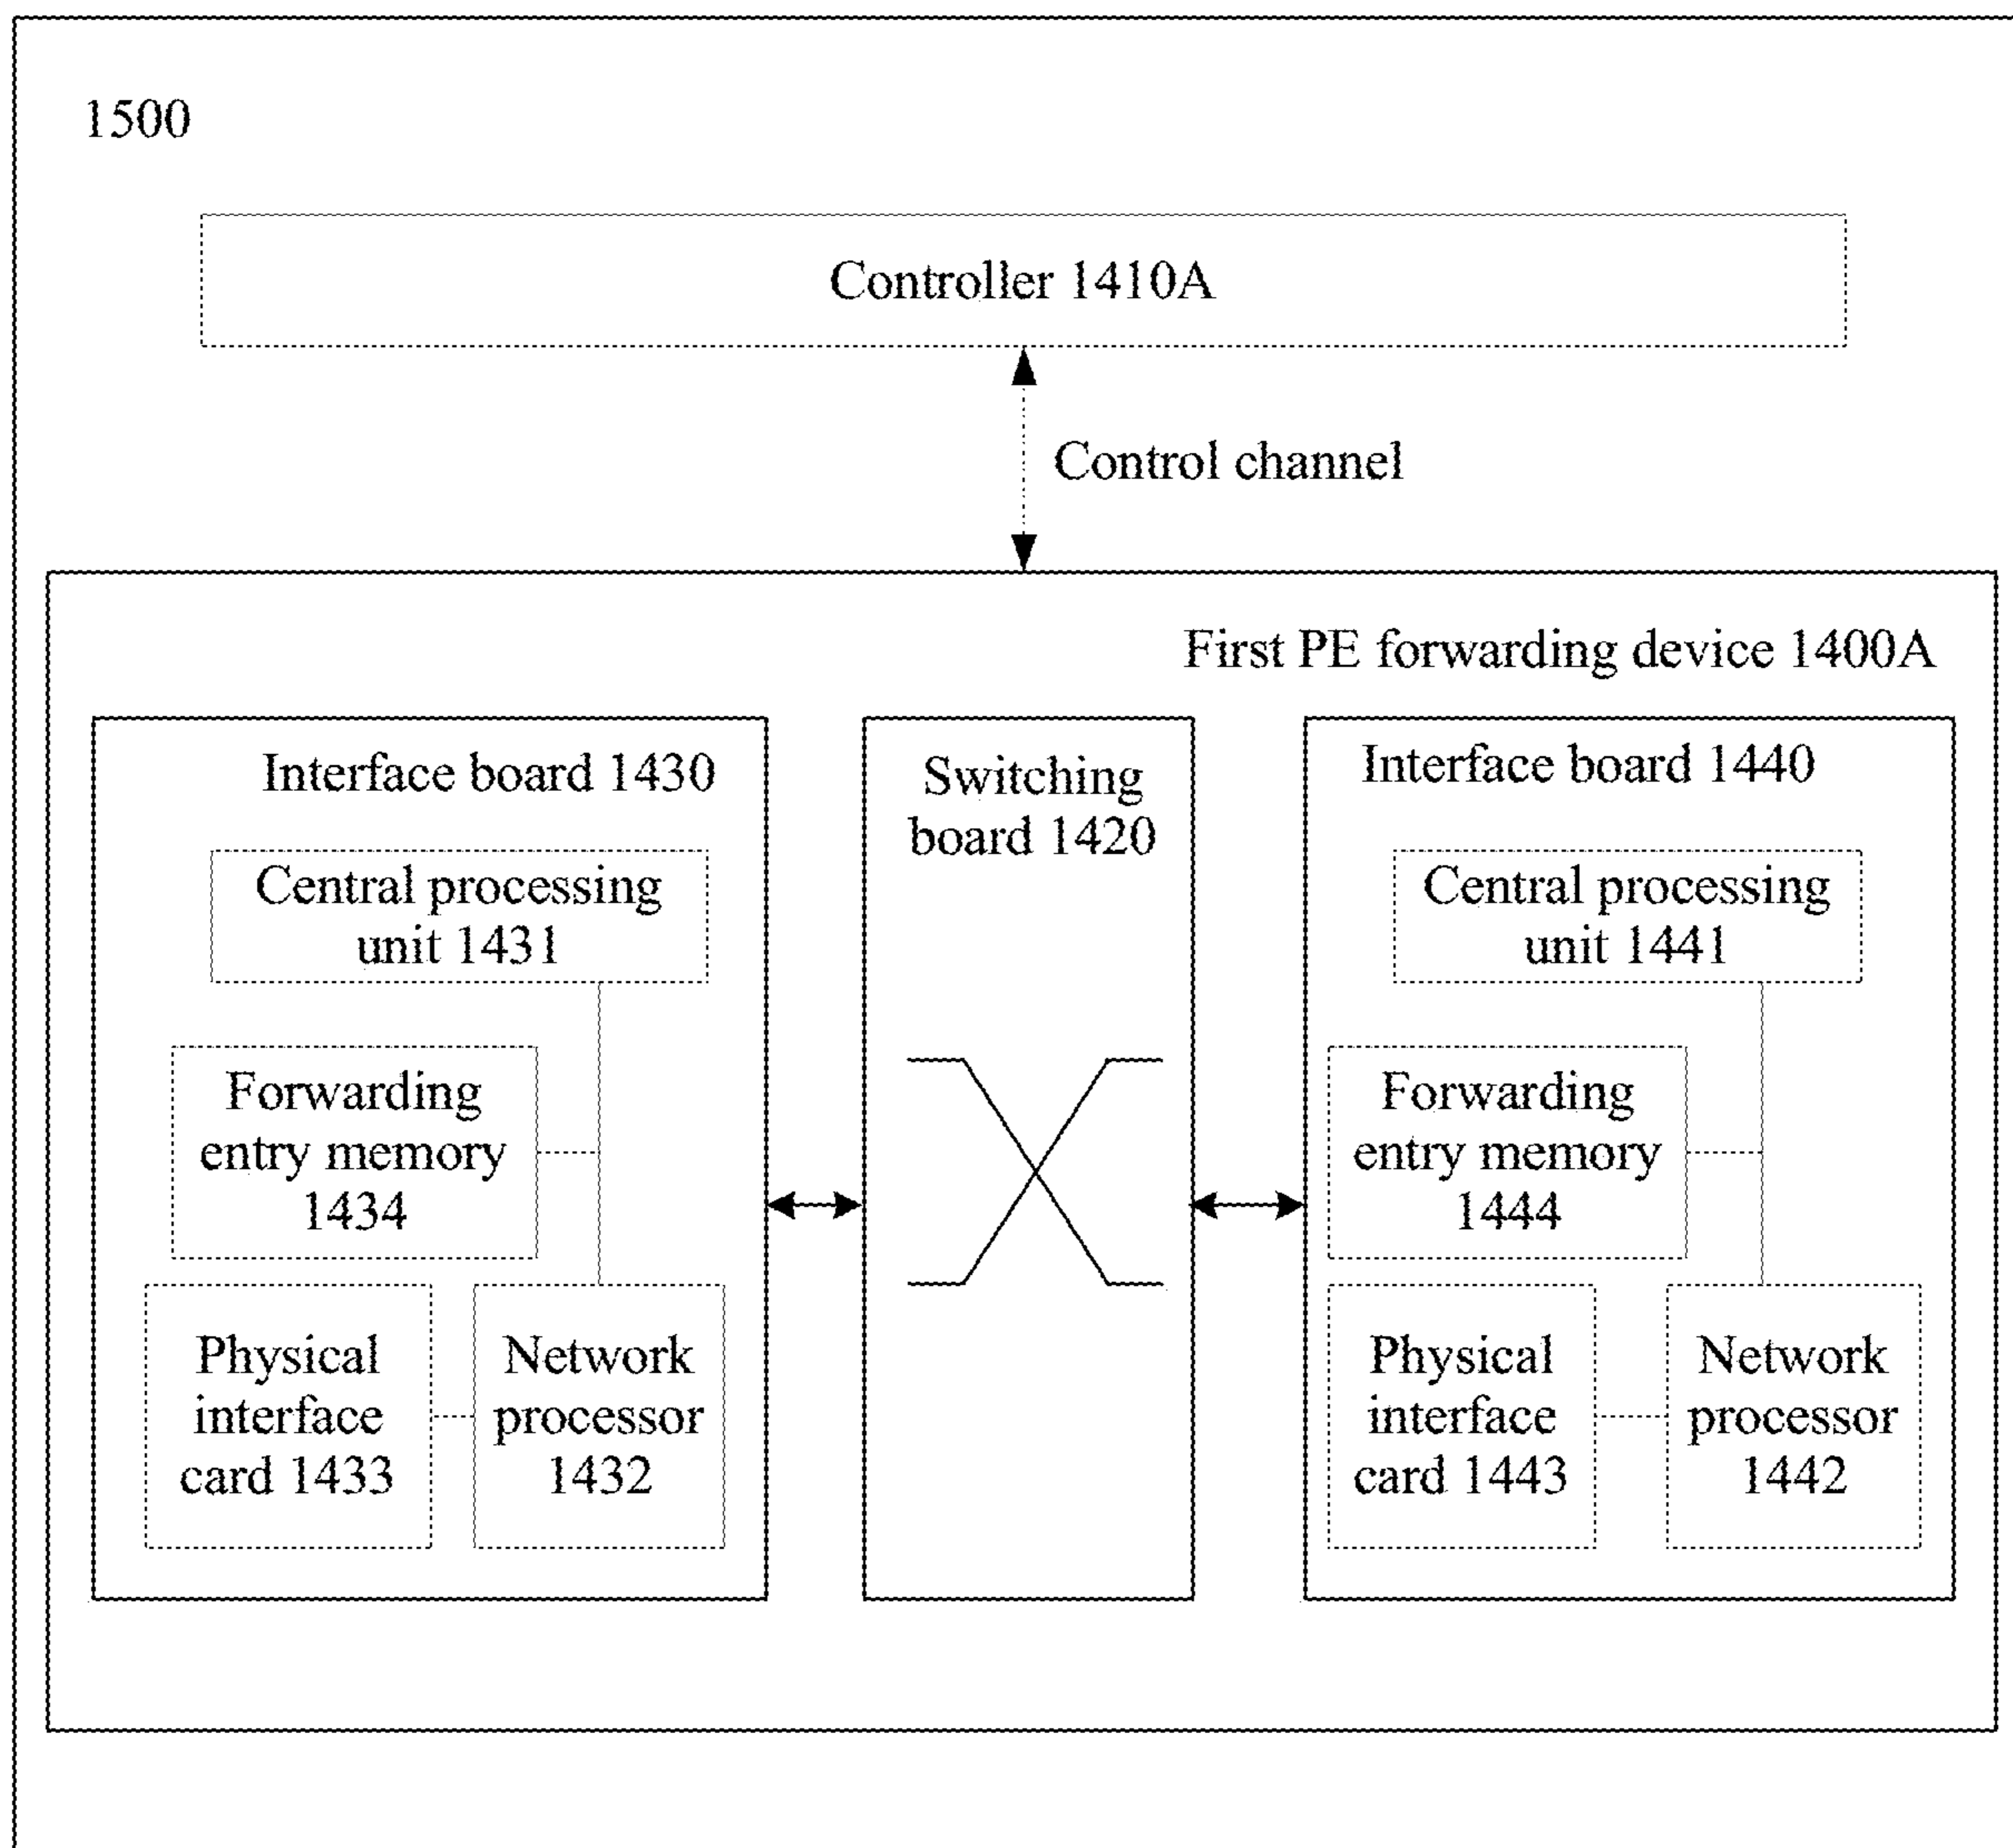 1500
Controller 1410A
Control channel
First PE forwarding device 1400A
Interface board 1430
Central processing
unit 1431
Forwarding
entry memory
1434
Physical
interface
card 1433
Network
processor
1432
Switching
board 1420
Interface board 1440
Central processing
unit 1441
Forwarding
entry memory
1444
Physical
interface
card 1443
Network
processor
1442